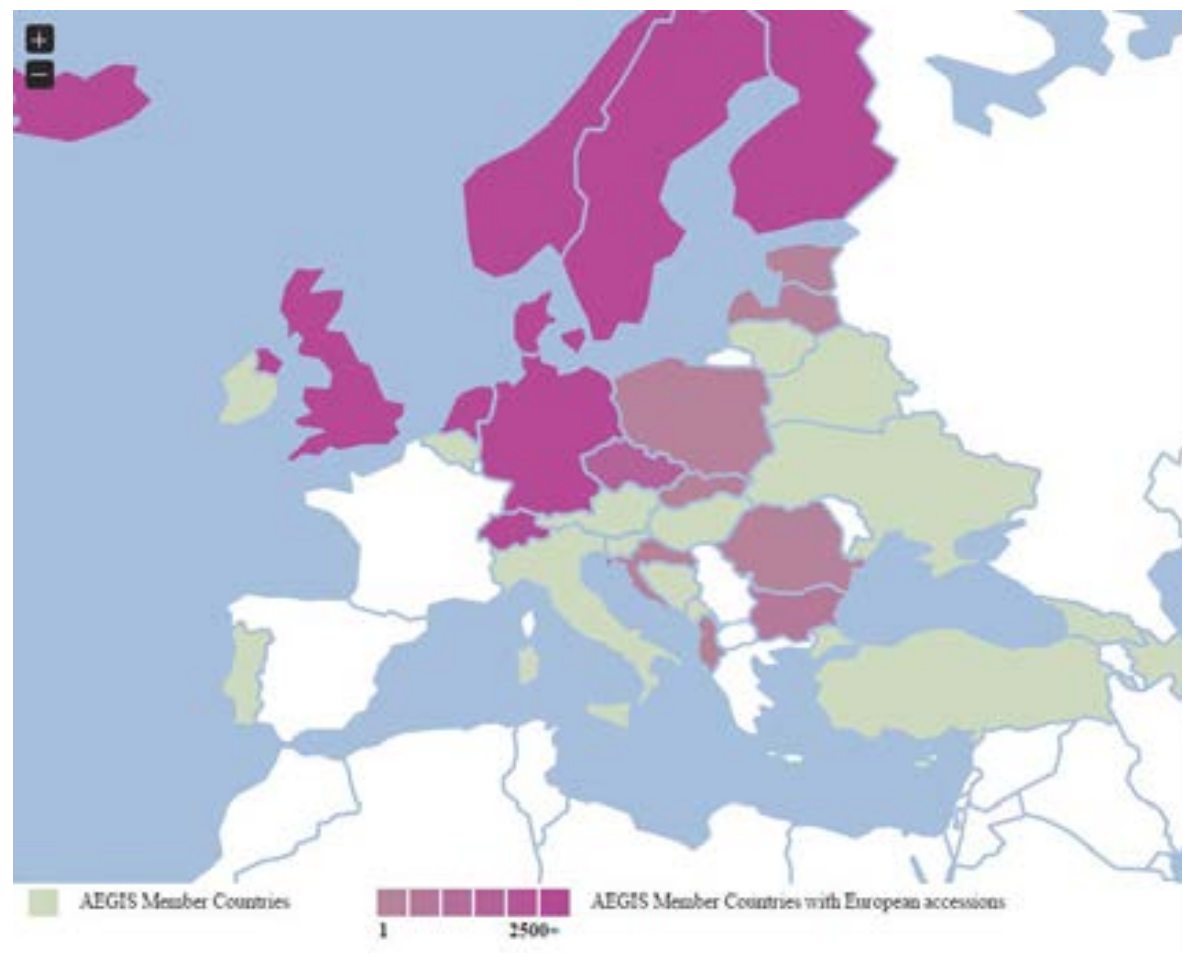 +
−
AEGIS Member Countries
AEGIS Member Countries with European accessions
1
2500+